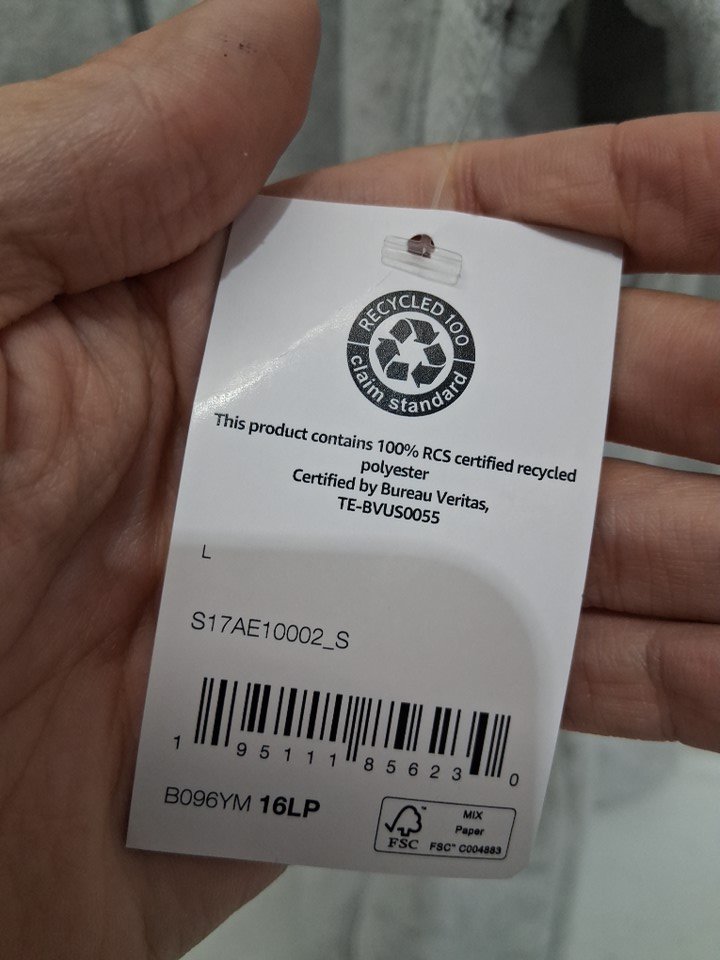 RECYCLED 100
claim standard
This product contains 100% RCS certified recycled
polyester
Certified by Bureau Veritas,
TE-BVUS0055
L
S17AE10002_S
1 95111 85623 0
B096YM 16LP
FSC™
MIX
Paper
FSC® C004883